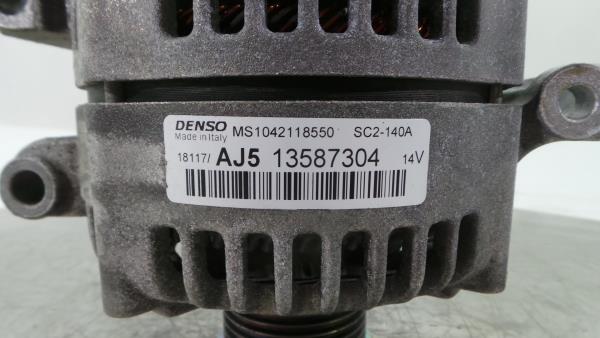 DENSO MS1042118550 SC2-140A
Made in Italy
18117/ AJ5 13587304 14V